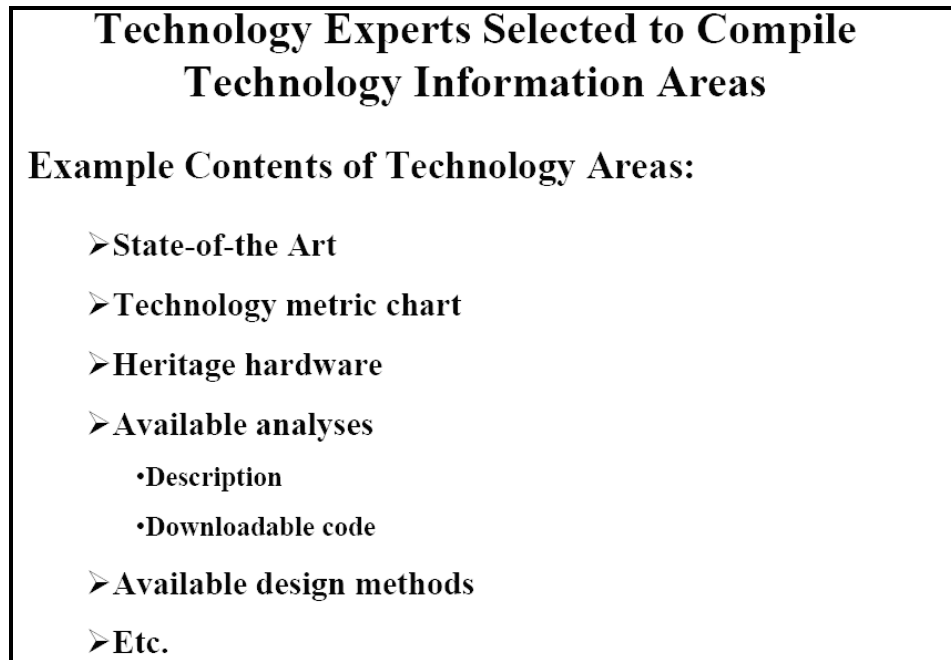 Technology Experts Selected to Compile
Technology Information Areas
Example Contents of Technology Areas:
➢State-of-the Art
➢Technology metric chart
➢Heritage hardware
➢Available analyses
•Description
•Downloadable code
➢Available design methods
➢Etc.